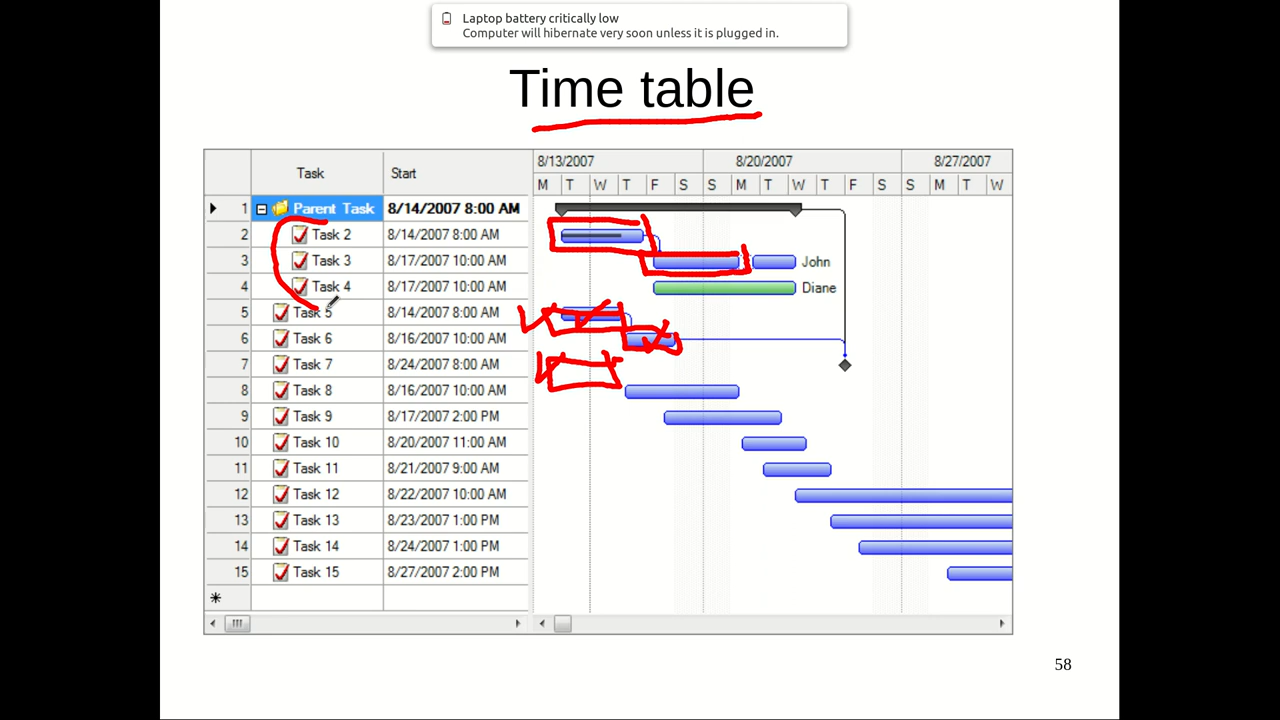 Laptop battery critically low
Computer will hibernate very soon unless it is plugged in.
Time table
Task Start 8/13/2007 8/20/2007 8/27/2007
M T W T F S S M T W T F S S M T W
1 Parent Task 8/14/2007 8:00 AM
2 Task 2 8/14/2007 8:00 AM
3 Task 3 8/17/2007 10:00 AM John
4 Task 4 8/17/2007 10:00 AM Diane
5 Task 5 8/14/2007 8:00 AM
6 Task 6 8/16/2007 10:00 AM
7 Task 7 8/24/2007 8:00 AM
8 Task 8 8/16/2007 10:00 AM
9 Task 9 8/17/2007 2:00 PM
10 Task 10 8/20/2007 11:00 AM
11 Task 11 8/21/2007 9:00 AM
12 Task 12 8/22/2007 10:00 AM
13 Task 13 8/23/2007 1:00 PM
14 Task 14 8/24/2007 1:00 PM
15 Task 15 8/27/2007 2:00 PM
58